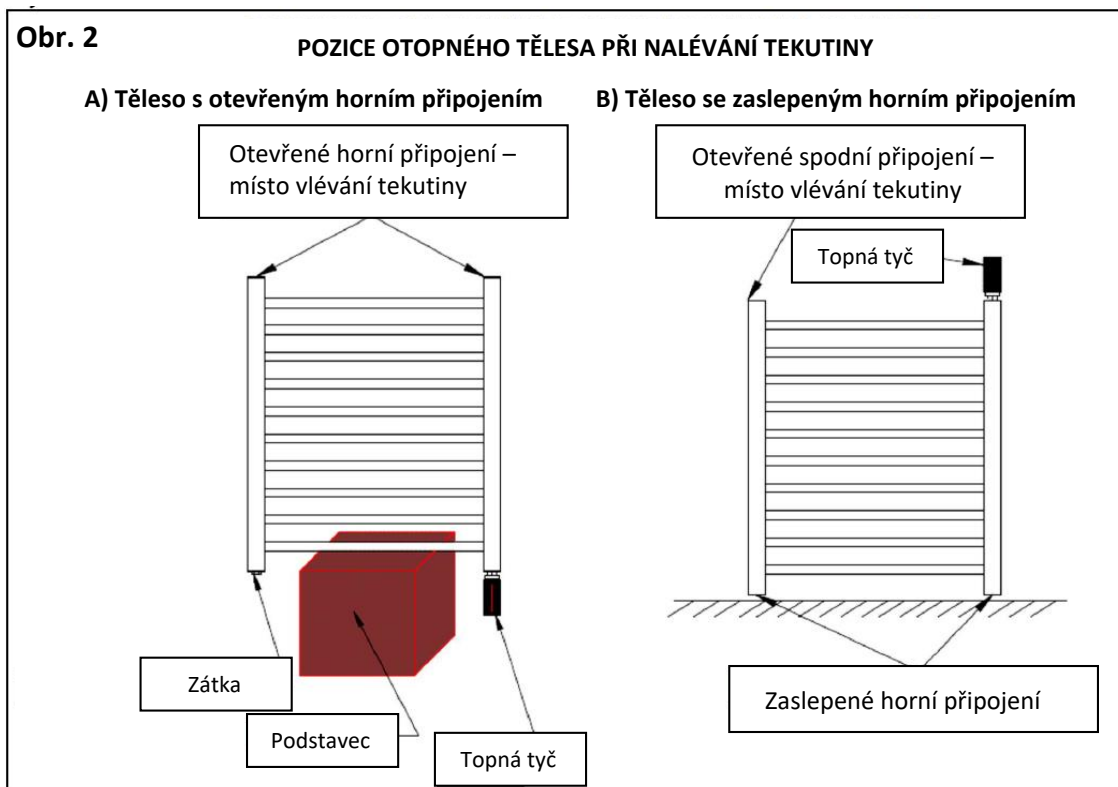 Obr. 2
POZICE OTOPNÉHO TĚLESA PŘI NALÉVÁNÍ TEKUTINY
A) Těleso s otevřeným horním připojením
B) Těleso se zaslepeným horním připojením
Otevřené horní připojení –
místo vlévání tekutiny
Otevřené spodní připojení –
místo vlévání tekutiny
Topná tyč
Zátka
Podstavec
Topná tyč
Zaslepené horní připojení